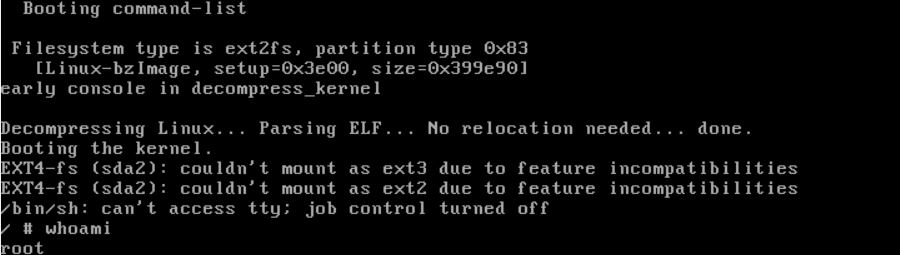 Booting command-list
Filesystem type is ext2fs, partition type 0x83
[Linux-bzImage, setup=0x3e00, size=0x399e90]
early console in decompress_kernel
Decompressing Linux... Parsing ELF... No relocation needed... done.
Booting the kernel.
EXT4-fs (sda2): couldn't mount as ext3 due to feature incompatibilities
EXT4-fs (sda2): couldn't mount as ext2 due to feature incompatibilities
/bin/sh: can't access tty; job control turned off
/ # whoami
root